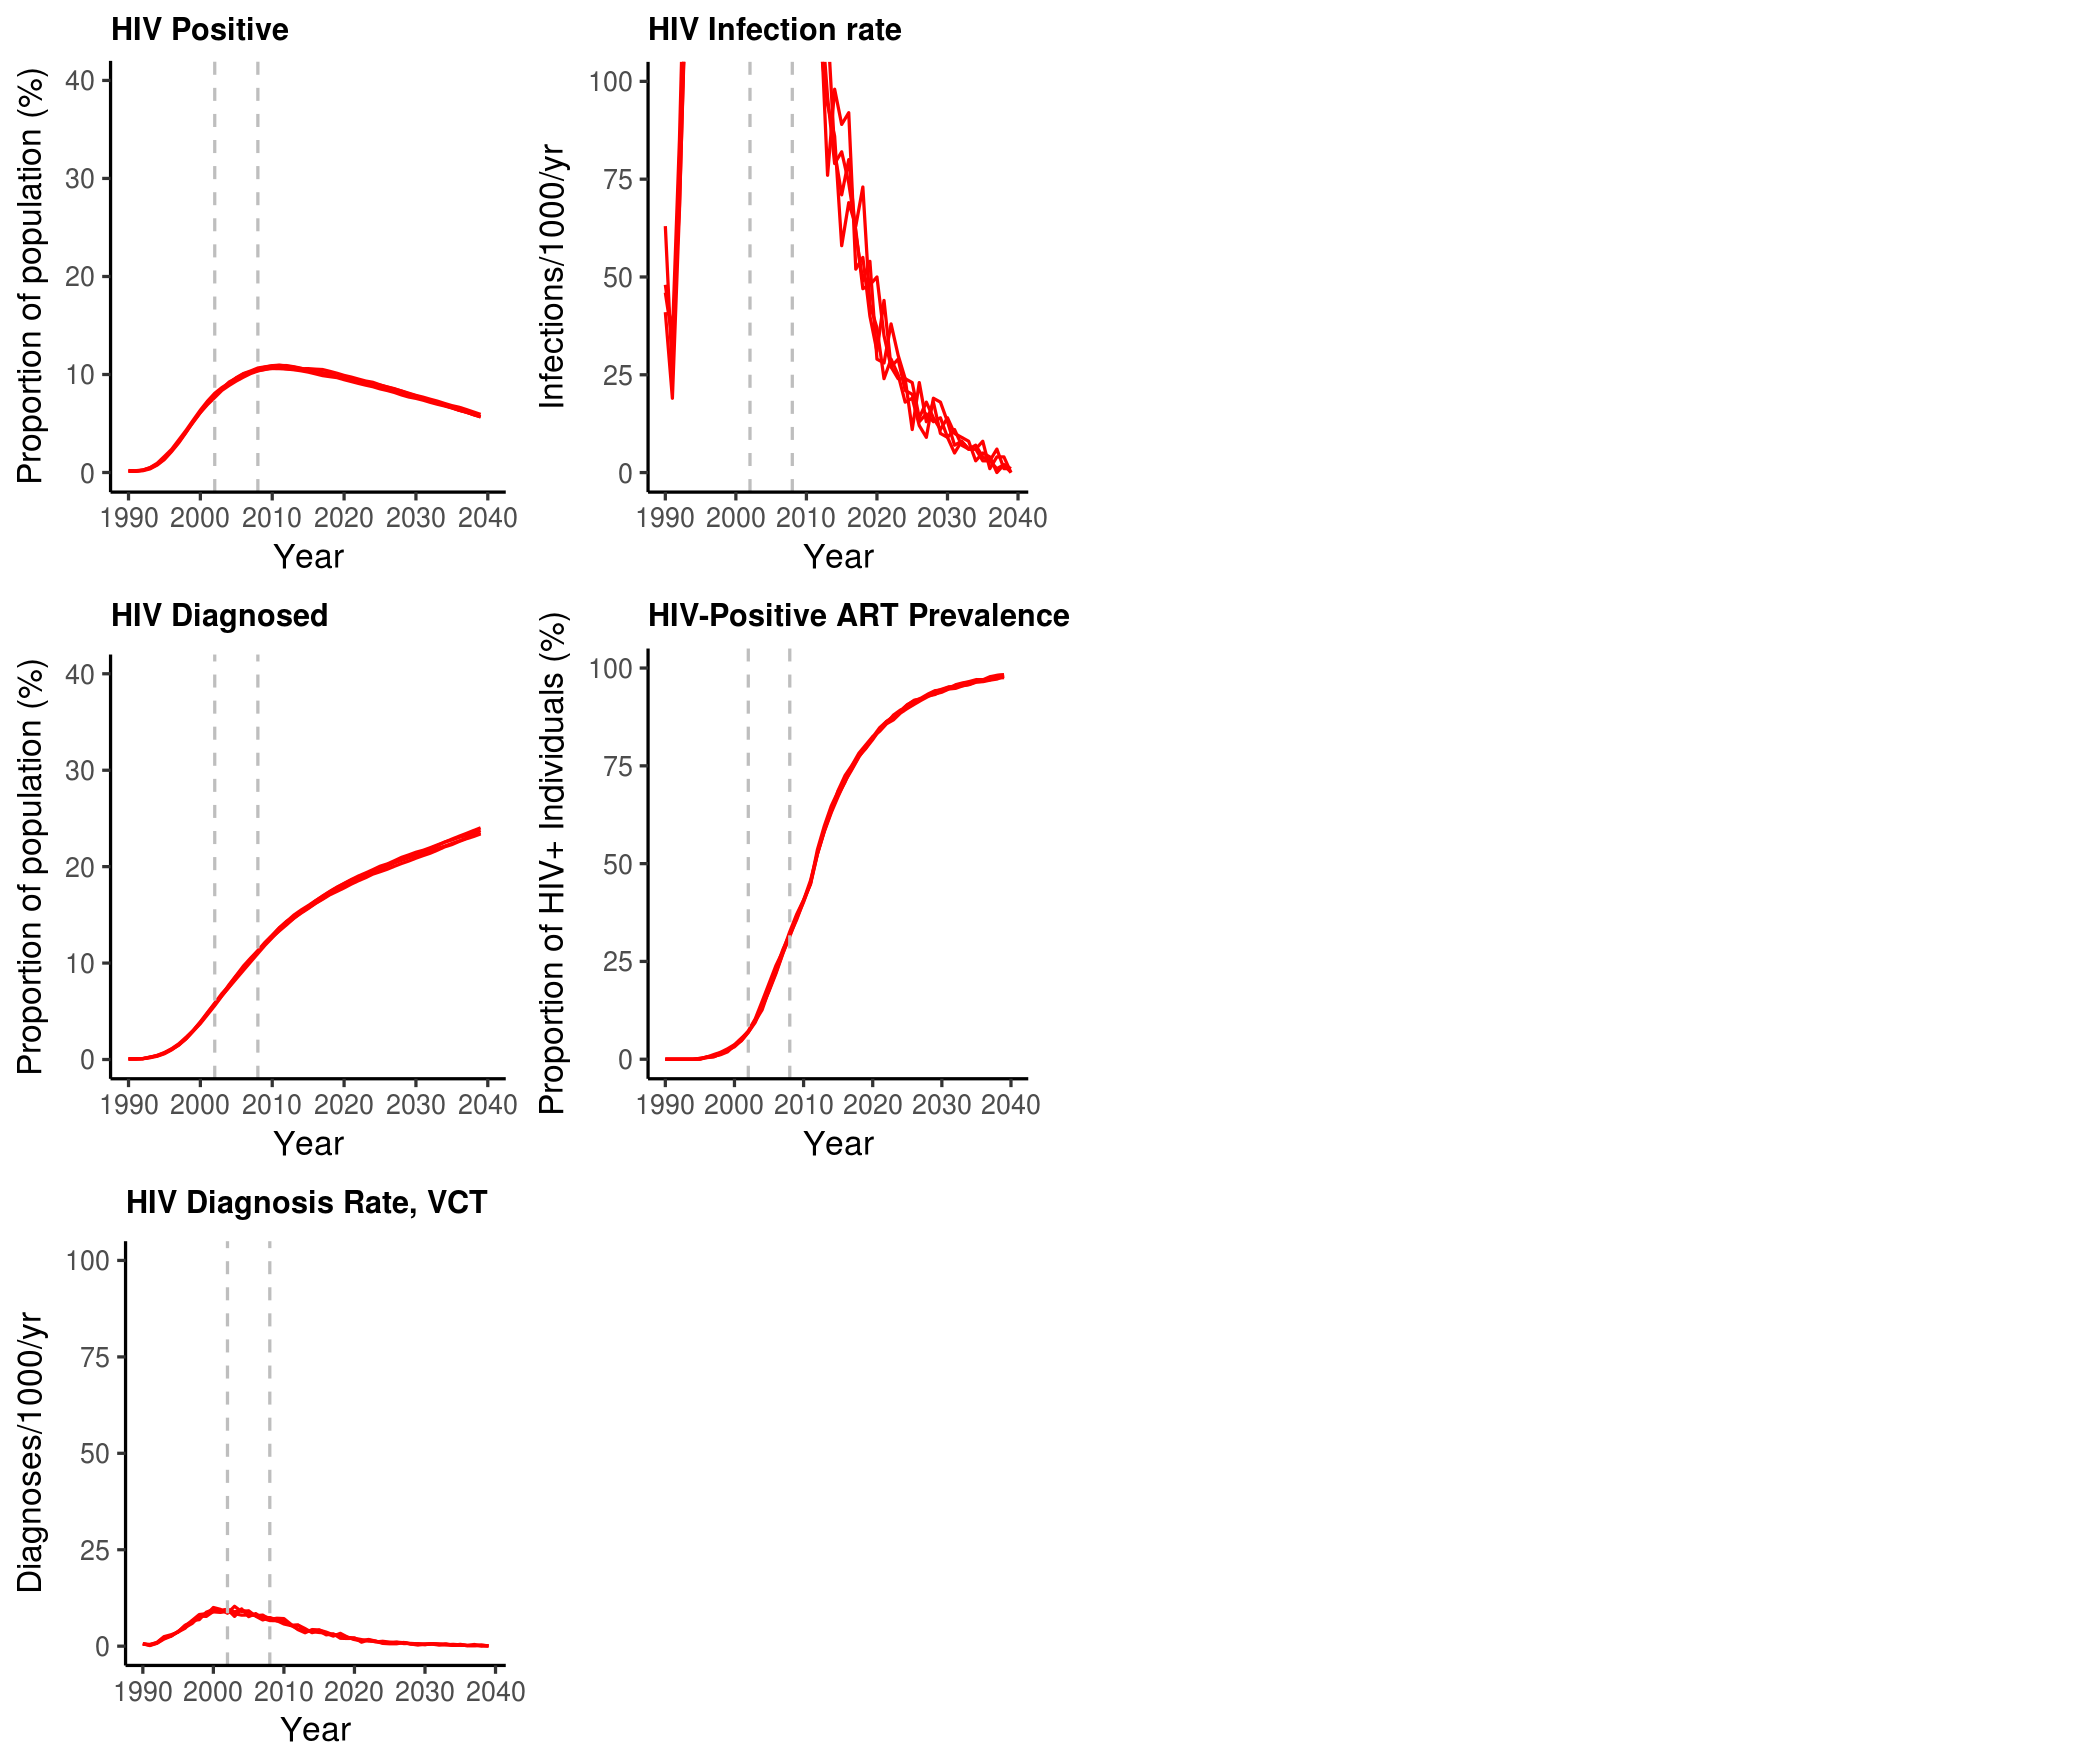 HIV Positive
Proportion of population (%)
40
30
20
10
0
1990 2000 2010 2020 2030 2040
Year
HIV Infection rate
Infections/1000/yr
100
75
50
25
0
1990 2000 2010 2020 2030 2040
Year
HIV Diagnosed
Proportion of population (%)
40
30
20
10
0
1990 2000 2010 2020 2030 2040
Year
HIV-Positive ART Prevalence
Proportion of HIV+ Individuals (%)
100
75
50
25
0
1990 2000 2010 2020 2030 2040
Year
HIV Diagnosis Rate, VCT
Diagnoses/1000/yr
100
75
50
25
0
1990 2000 2010 2020 2030 2040
Year